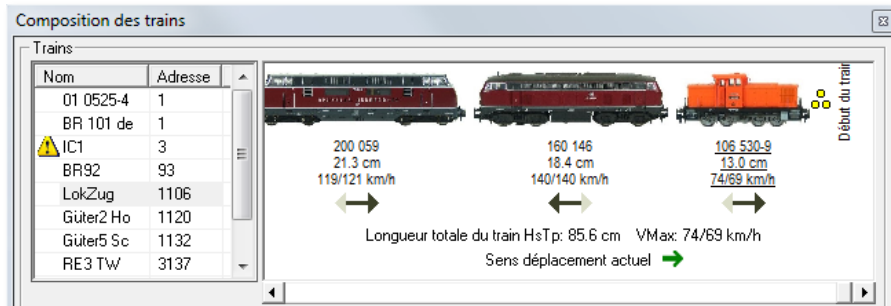 Composition des trains
Trains
Nom Adresse
01 0525-4 1
BR 101 de 1
IC1 3
BR92 93
LokZug 1106
Güter2 Ho 1120
Güter5 Sc 1132
RE3 TW 3137
200 059
21.3 cm
119/121 km/h
160 146
18.4 cm
140/140 km/h
106 530-9
13.0 cm
74/69 km/h
Début du train
Longueur totale du train HsTp: 85.6 cm VMax: 74/69 km/h
Sens déplacement actuel